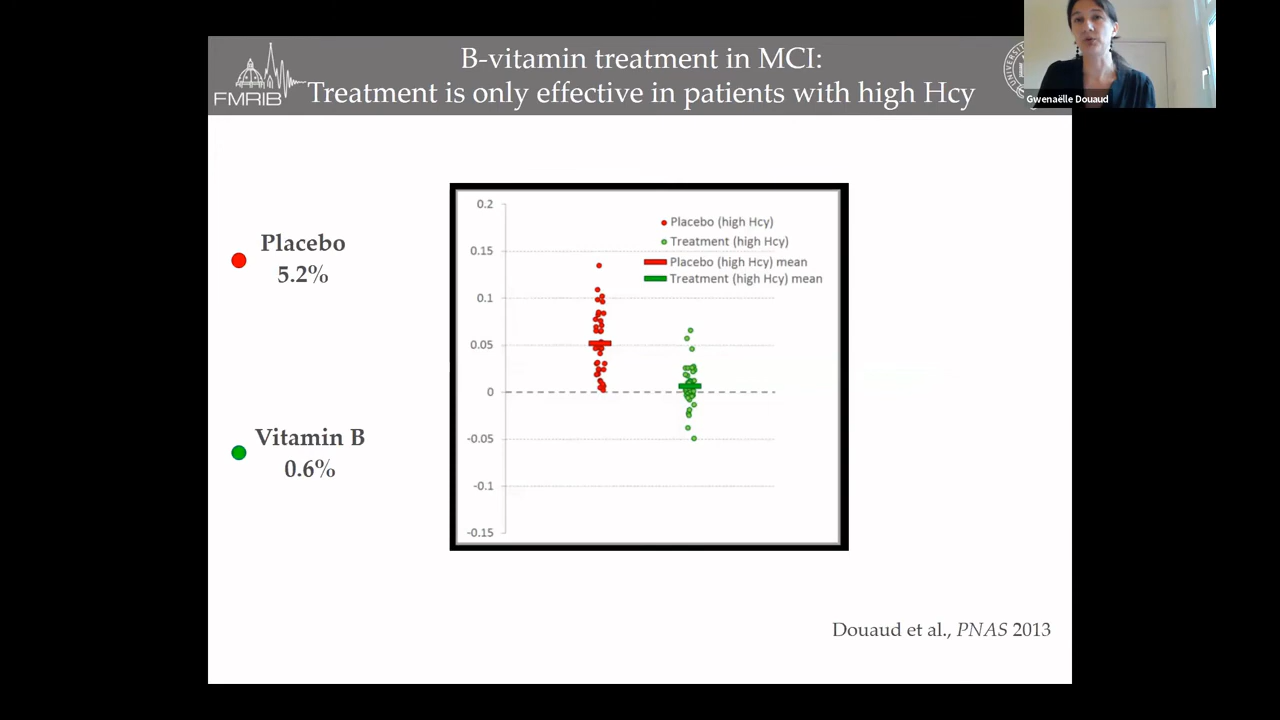 B-vitamin treatment in MCI:
Treatment is only effective in patients with high Hcy
FMRIB
Gwenaëlle Douaud
Placebo
5.2%
Vitamin B
0.6%
0.2
0.15
0.1
0.05
0
-0.05
-0.1
-0.15
Placebo (high Hcy)
Treatment (high Hcy)
Placebo (high Hcy) mean
Treatment (high Hcy) mean
Douaud et al., PNAS 2013